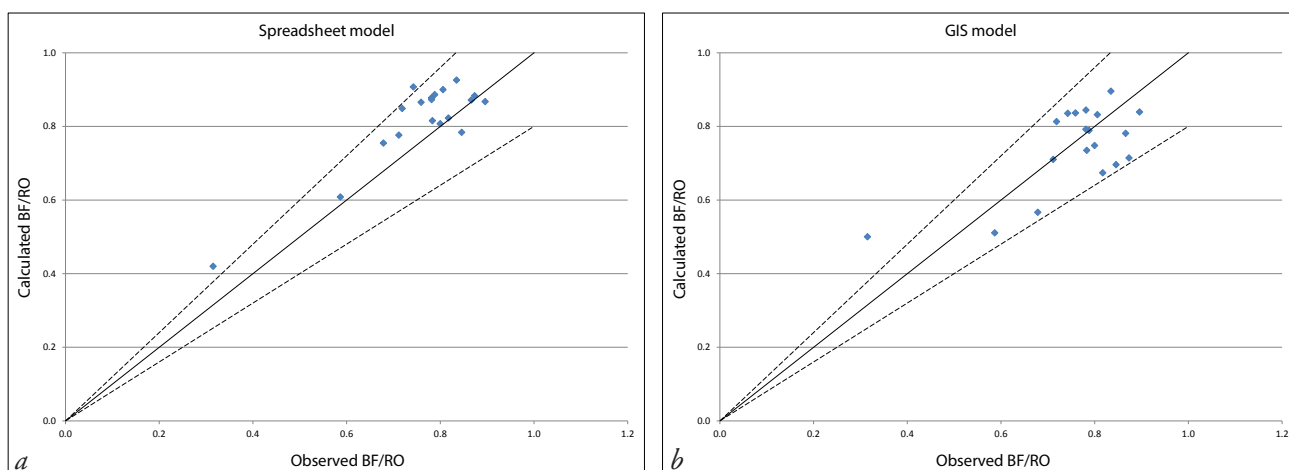 Spreadsheet model
1.0
0.8
0.6
0.4
0.2
0.0
0.0 0.2 0.4 0.6 0.8 1.0 1.2
Calculated BF/RO
Observed BF/RO
a
GIS model
1.0
0.8
0.6
0.4
0.2
0.0
0.0 0.2 0.4 0.6 0.8 1.0 1.2
Calculated BF/RO
Observed BF/RO
b